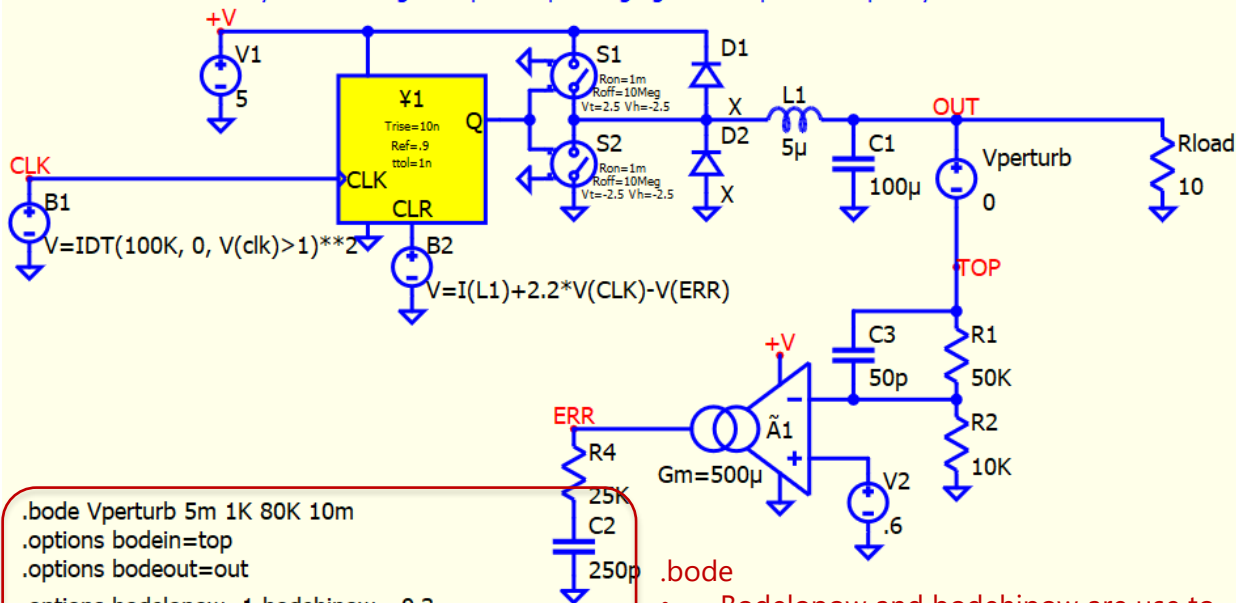 +V
V1
5
¥1
Trise=10n
Ref=.9
ttol=1n
Q
CLK
CLR
CLK
B1
V=IDT(100K, 0, V(clk)>1)**2
B2
V=I(L1)+2.2*V(CLK)-V(ERR)
S1
Ron=1m
Roff=10Meg
Vt=2.5 Vh=-2.5
S2
Ron=1m
Roff=10Meg
Vt=-2.5 Vh=-2.5
D1
X
D2
X
L1
5µ
C1
100µ
OUT
Vperturb
0
Rload
10
TOP
C3
50p
R1
50K
R2
10K
+V
Ã1
Gm=500µ
V2
.6
ERR
R4
25K
C2
250p
.bode Vperturb 5m 1K 80K 10m
.options bodein=top
.options bodeout=out
.bode